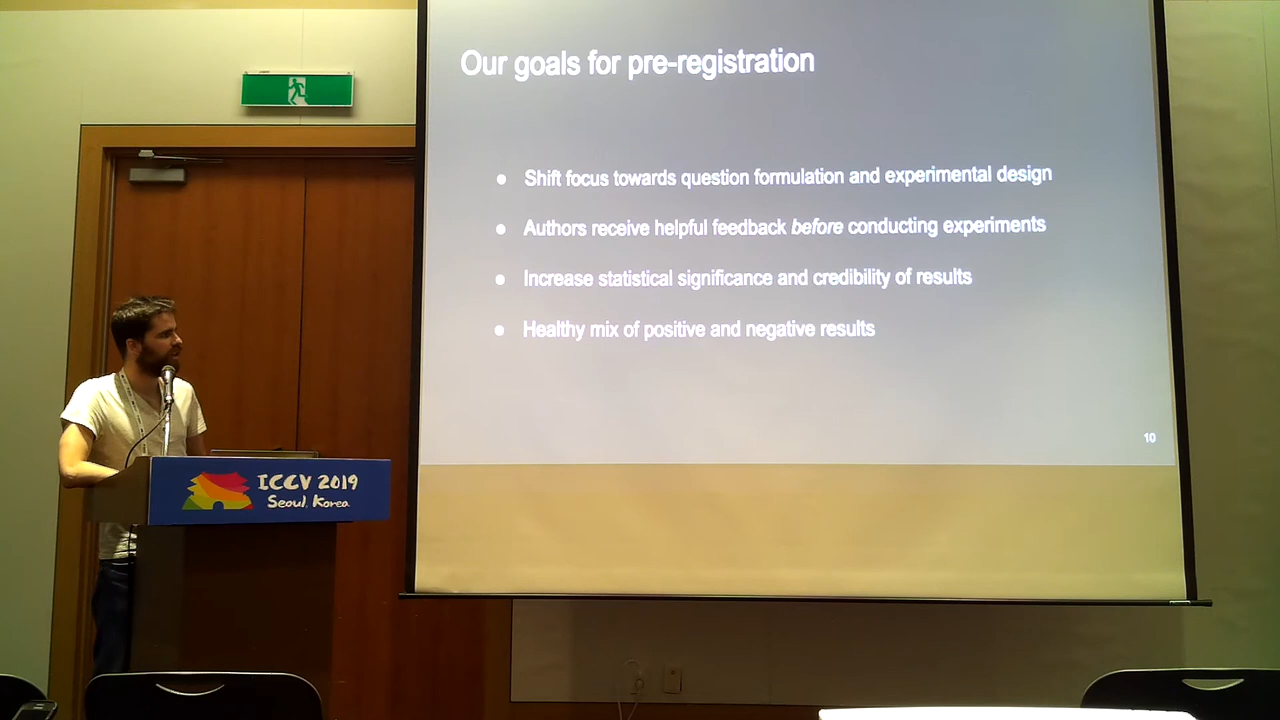 Our goals for pre-registration
● Shift focus towards question formulation and experimental design
● Authors receive helpful feedback before conducting experiments
● Increase statistical significance and credibility of results
● Healthy mix of positive and negative results
10
ICCV 2019
Seoul, Korea